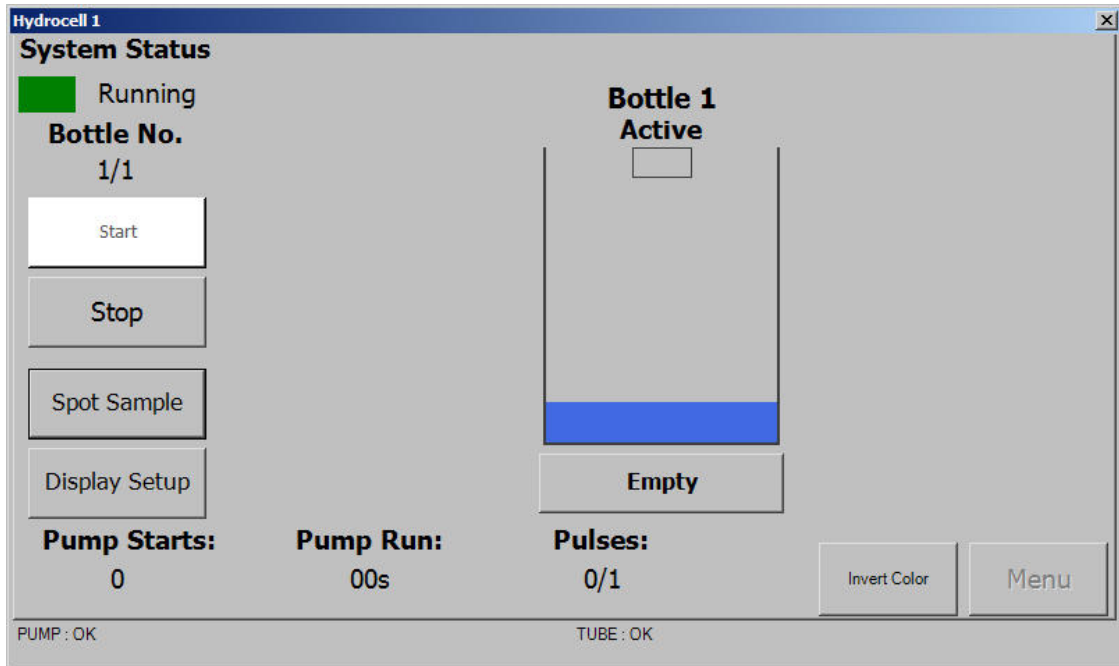 Hydrocell 1
System Status
Running
Bottle No.
1/1
Start
Stop
Spot Sample
Display Setup
Bottle 1
Active
Empty
Pump Starts:
0
Pump Run:
00s
Pulses:
0/1
Invert Color
Menu
PUMP : OK
TUBE : OK